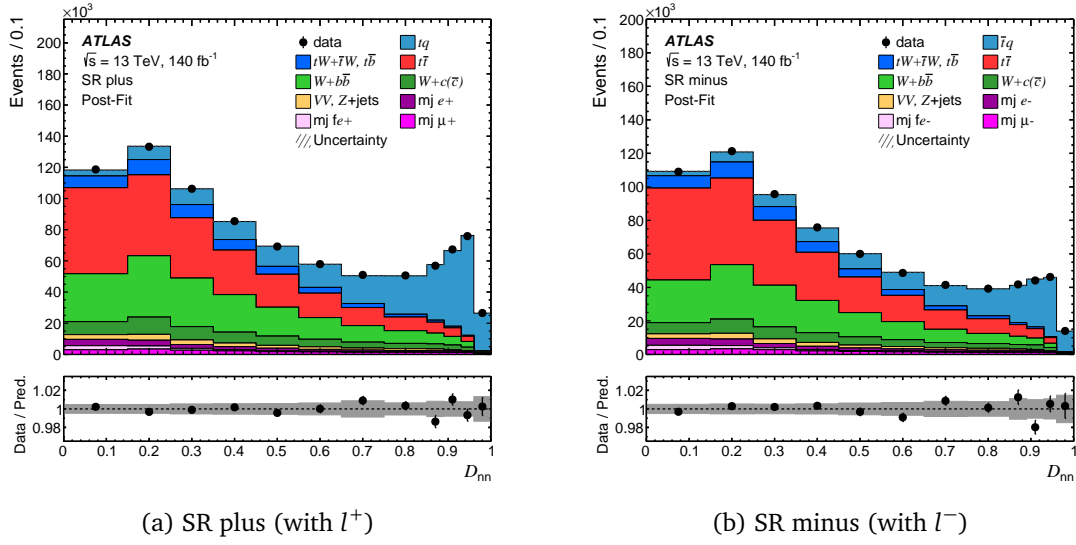 ×10³
Events / 0.1
200
180
160
140
120
100
80
60
40
20
0
ATLAS
√s = 13 TeV, 140 fb⁻¹
SR plus
Post-Fit
data
tq
tW+t̄W, tb̄
tt̄
W+bb̄
W+c(c̄)
VV, Z+jets
mj e+
mj fe+
mj μ+
Uncertainty
Data / Pred.
1.02
1
0.98
0 0.1 0.2 0.3 0.4 0.5 0.6 0.7 0.8 0.9 1
Dnn
(a) SR plus (with l⁺)
×10³
Events / 0.1
200
180
160
140
120
100
80
60
40
20
0
ATLAS
√s = 13 TeV, 140 fb⁻¹
SR minus
Post-Fit
data
t̄q
tW+t̄W, tb̄
tt̄
W+bb̄
W+c(c̄)
VV, Z+jets
mj e-
mj fe-
mj μ-
Uncertainty
Data / Pred.
1.02
1
0.98
0 0.1 0.2 0.3 0.4 0.5 0.6 0.7 0.8 0.9 1
Dnn
(b) SR minus (with l⁻)